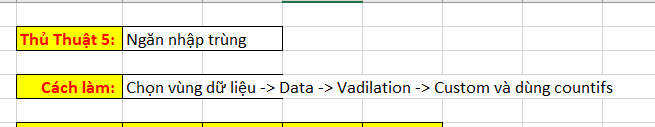 Thủ Thuật 5: Ngăn nhập trùng
Cách làm: Chọn vùng dữ liệu -> Data -> Vadilation -> Custom và dùng countifs